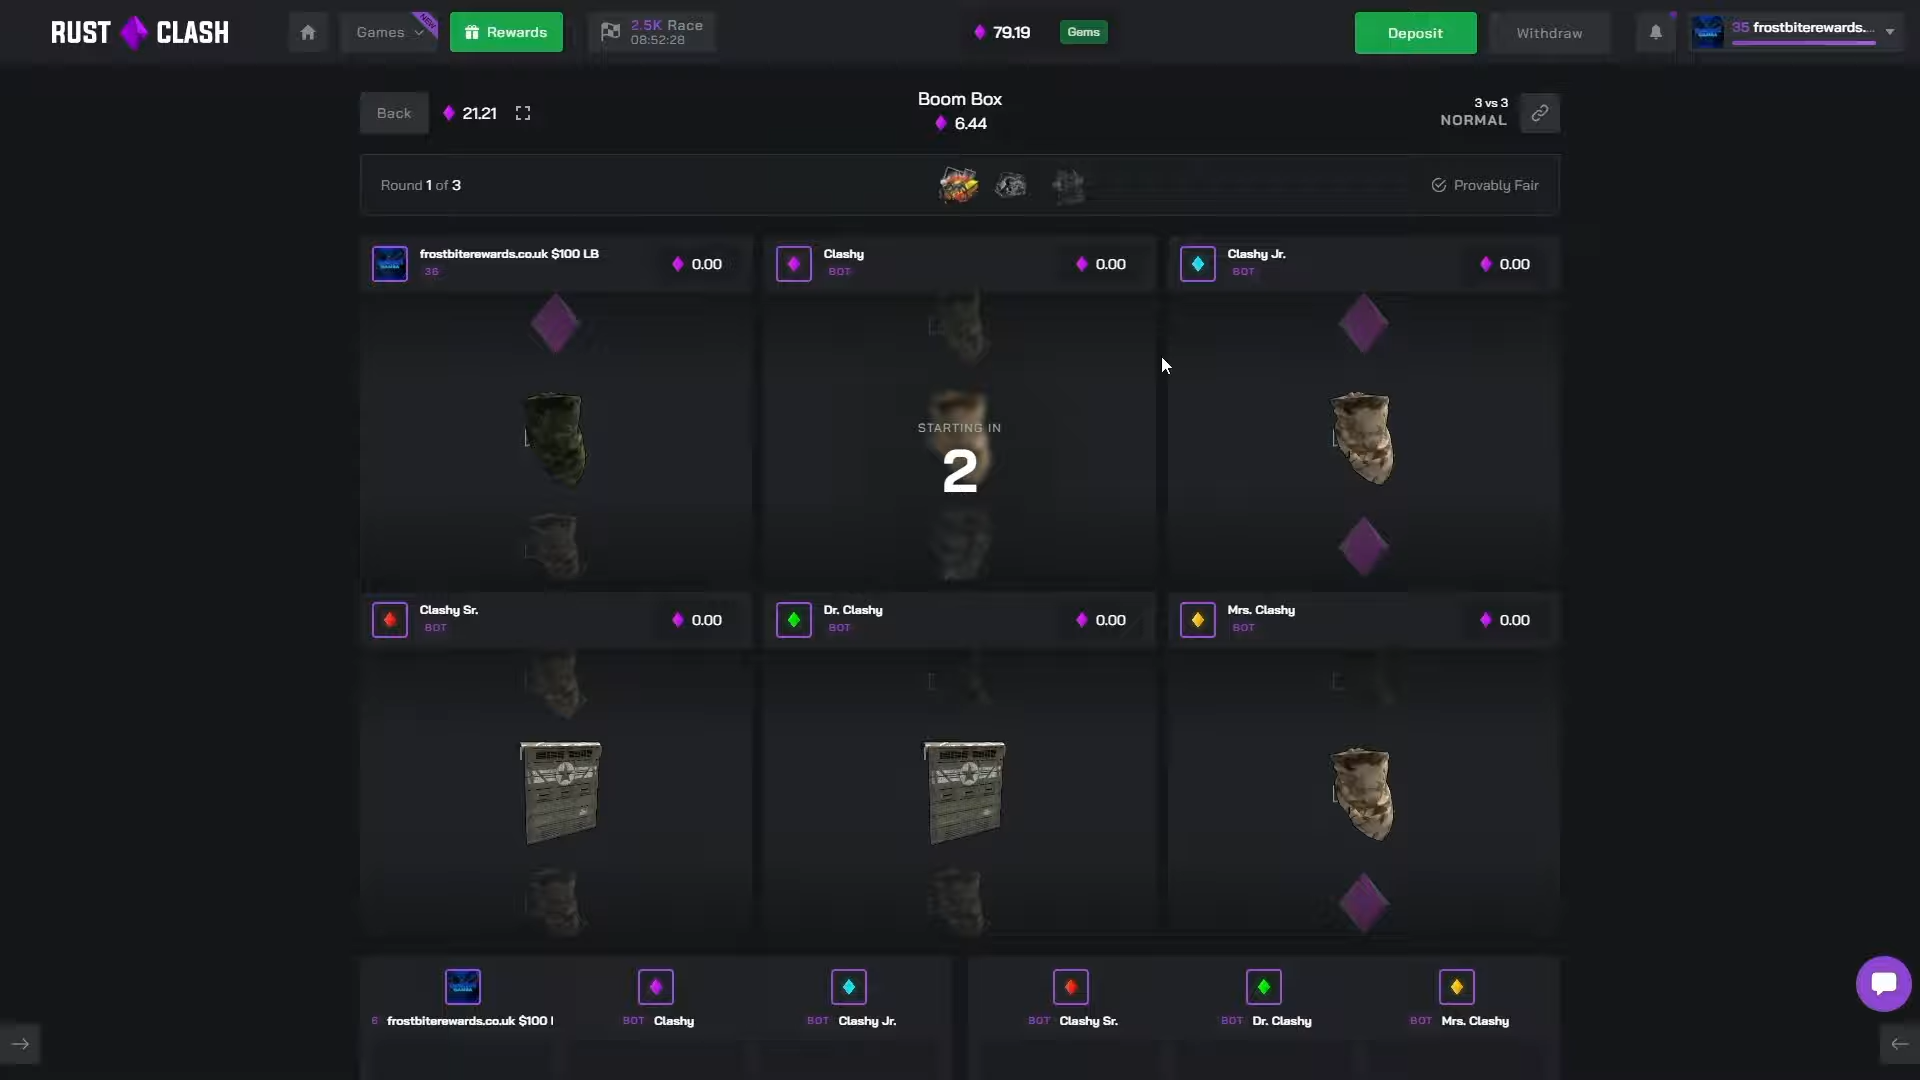 RUST CLASH
Games
NEW
Rewards
2.5K Race
08:52:28
79.19
Gems
Deposit
Withdraw
35 frostbiterewards....
Back
21.21
Boom Box
6.44
3 vs 3
NORMAL
Round 1 of 3
Provably Fair
frostbiterewards.co.uk $100 LB
36
0.00
Clashy
BOT
0.00
Clashy Jr.
BOT
0.00
STARTING IN
2
Clashy Sr.
BOT
0.00
Dr. Clashy
BOT
0.00
Mrs. Clashy
BOT
0.00
6 frostbiterewards.co.uk $100 l
BOT Clashy
BOT Clashy Jr.
BOT Clashy Sr.
BOT Dr. Clashy
BOT Mrs. Clashy